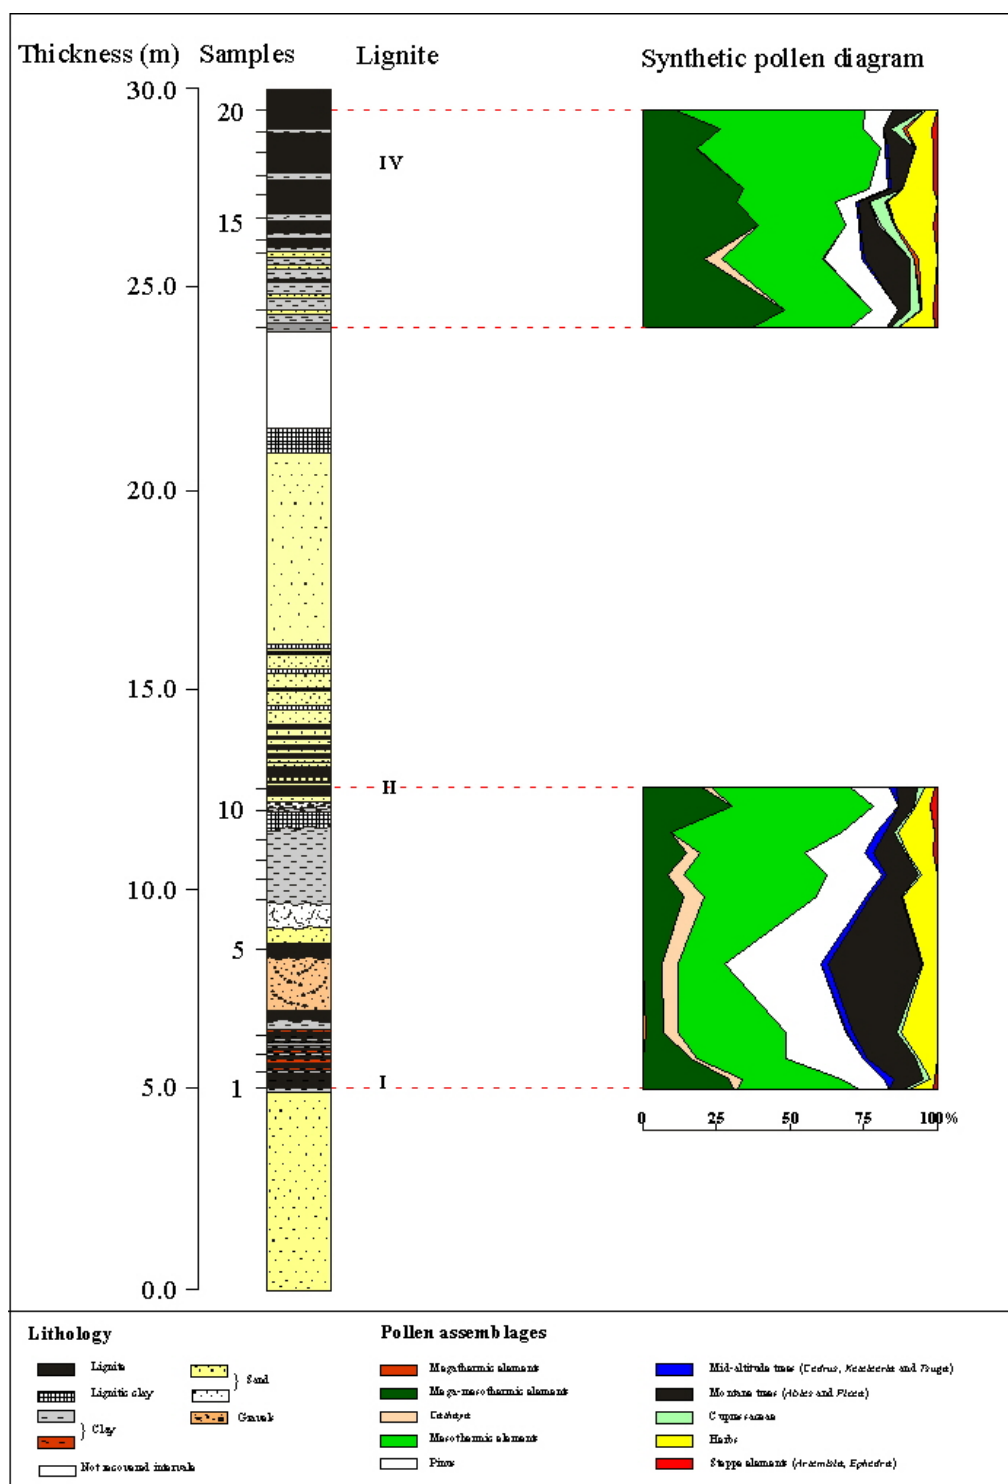 Thickness (m) Samples Lignite Synthetic pollen diagram
30.0
20
IV
15
25.0
20.0
15.0
H
10
10.0
5
5.0 1 I
0 25 50 75 100%
0.0
Lithology
Lignite
Lignitic clay
Clay
Not recovered intervals
Sand
Gravels
Pollen assemblages
Megathermic elements
Mega-mesothermic elements
Cathaya
Mesothermic elements
Pinus
Mid-altitude trees (Cedrus, Keteleeria and Tsuga)
Montane trees (Abies and Picea)
Cupressaceae
Herbs
Steppe elements (Artemisia, Ephedra)